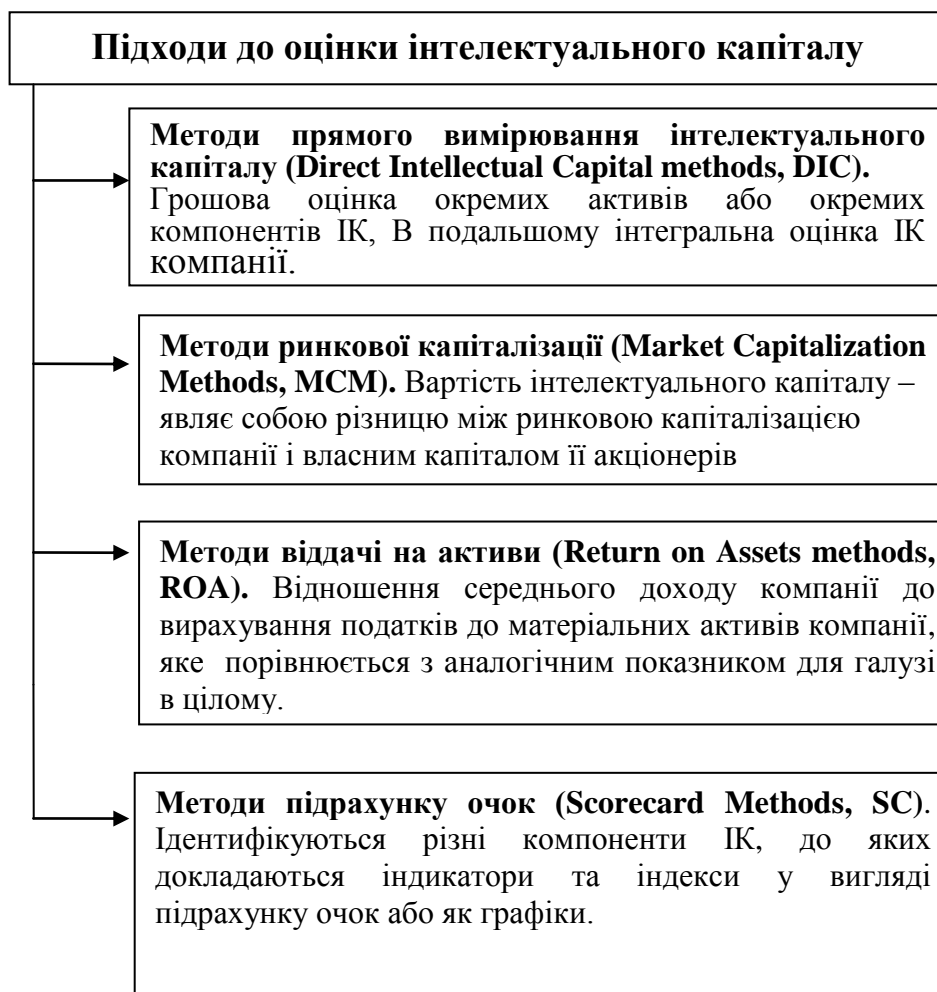 Підходи до оцінки інтелектуального капіталу
Методи прямого вимірювання інтелектуального
капіталу (Direct Intellectual Capital methods, DIC).
Грошова оцінка окремих активів або окремих
компонентів ІК, В подальшому інтегральна оцінка ІК
компанії.
Методи ринкової капіталізації (Market Capitalization
Methods, MCM). Вартість інтелектуального капіталу –
являє собою різницю між ринковою капіталізацією
компанії і власним капіталом її акціонерів
Методи віддачі на активи (Return on Assets methods,
ROA). Відношення середнього доходу компанії до
вирахування податків до матеріальних активів компанії,
яке порівнюється з аналогічним показником для галузі
в цілому.
Методи підрахунку очок (Scorecard Methods, SC).
Ідентифікуються різні компоненти ІК, до яких
докладаються індикатори та індекси у вигляді
підрахунку очок або як графіки.